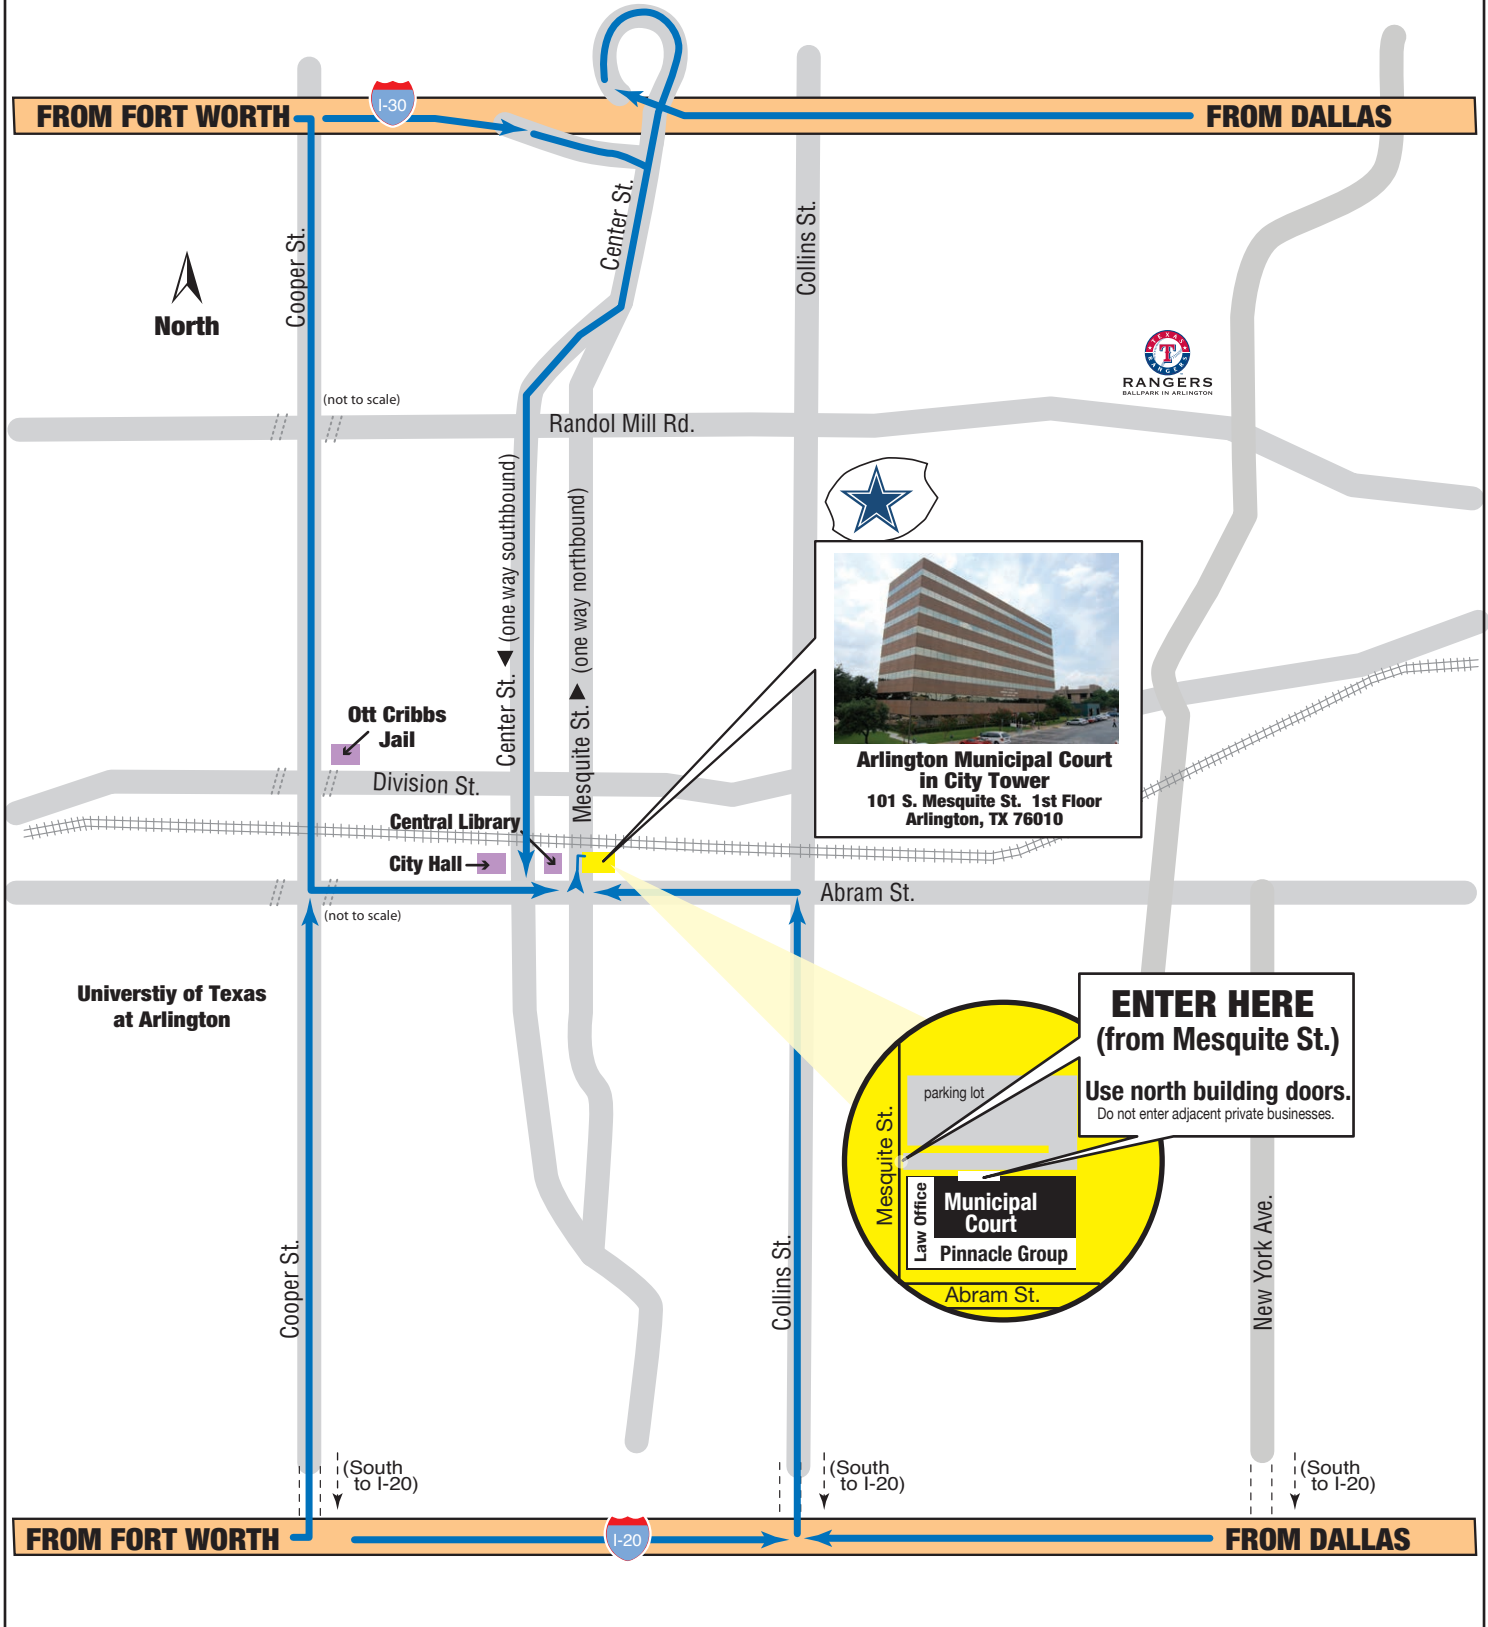 FROM FORT WORTH
I-30
FROM DALLAS
Cooper St.
Center St.
Collins St.
North
TEXAS
T
RANGERS
RANGERS
BALLPARK IN ARLINGTON
(not to scale)
Randol Mill Rd.
Center St. ▼ (one way southbound)
Mesquite St. ▶ (one way northbound)
Ott Cribbs
Jail
Division St.
Arlington Municipal Court
in City Tower
101 S. Mesquite St. 1st Floor
Arlington, TX 76010
Central Library
City Hall
Abram St.
(not to scale)
Universtiy of Texas
at Arlington
ENTER HERE
(from Mesquite St.)
Use north building doors.
Do not enter adjacent private businesses.
parking lot
Mesquite St.
Law Office
Municipal
Court
Pinnacle Group
Abram St.
Cooper St.
Collins St.
New York Ave.
(South
to I-20)
(South
to I-20)
(South
to I-20)
FROM FORT WORTH
I-20
FROM DALLAS